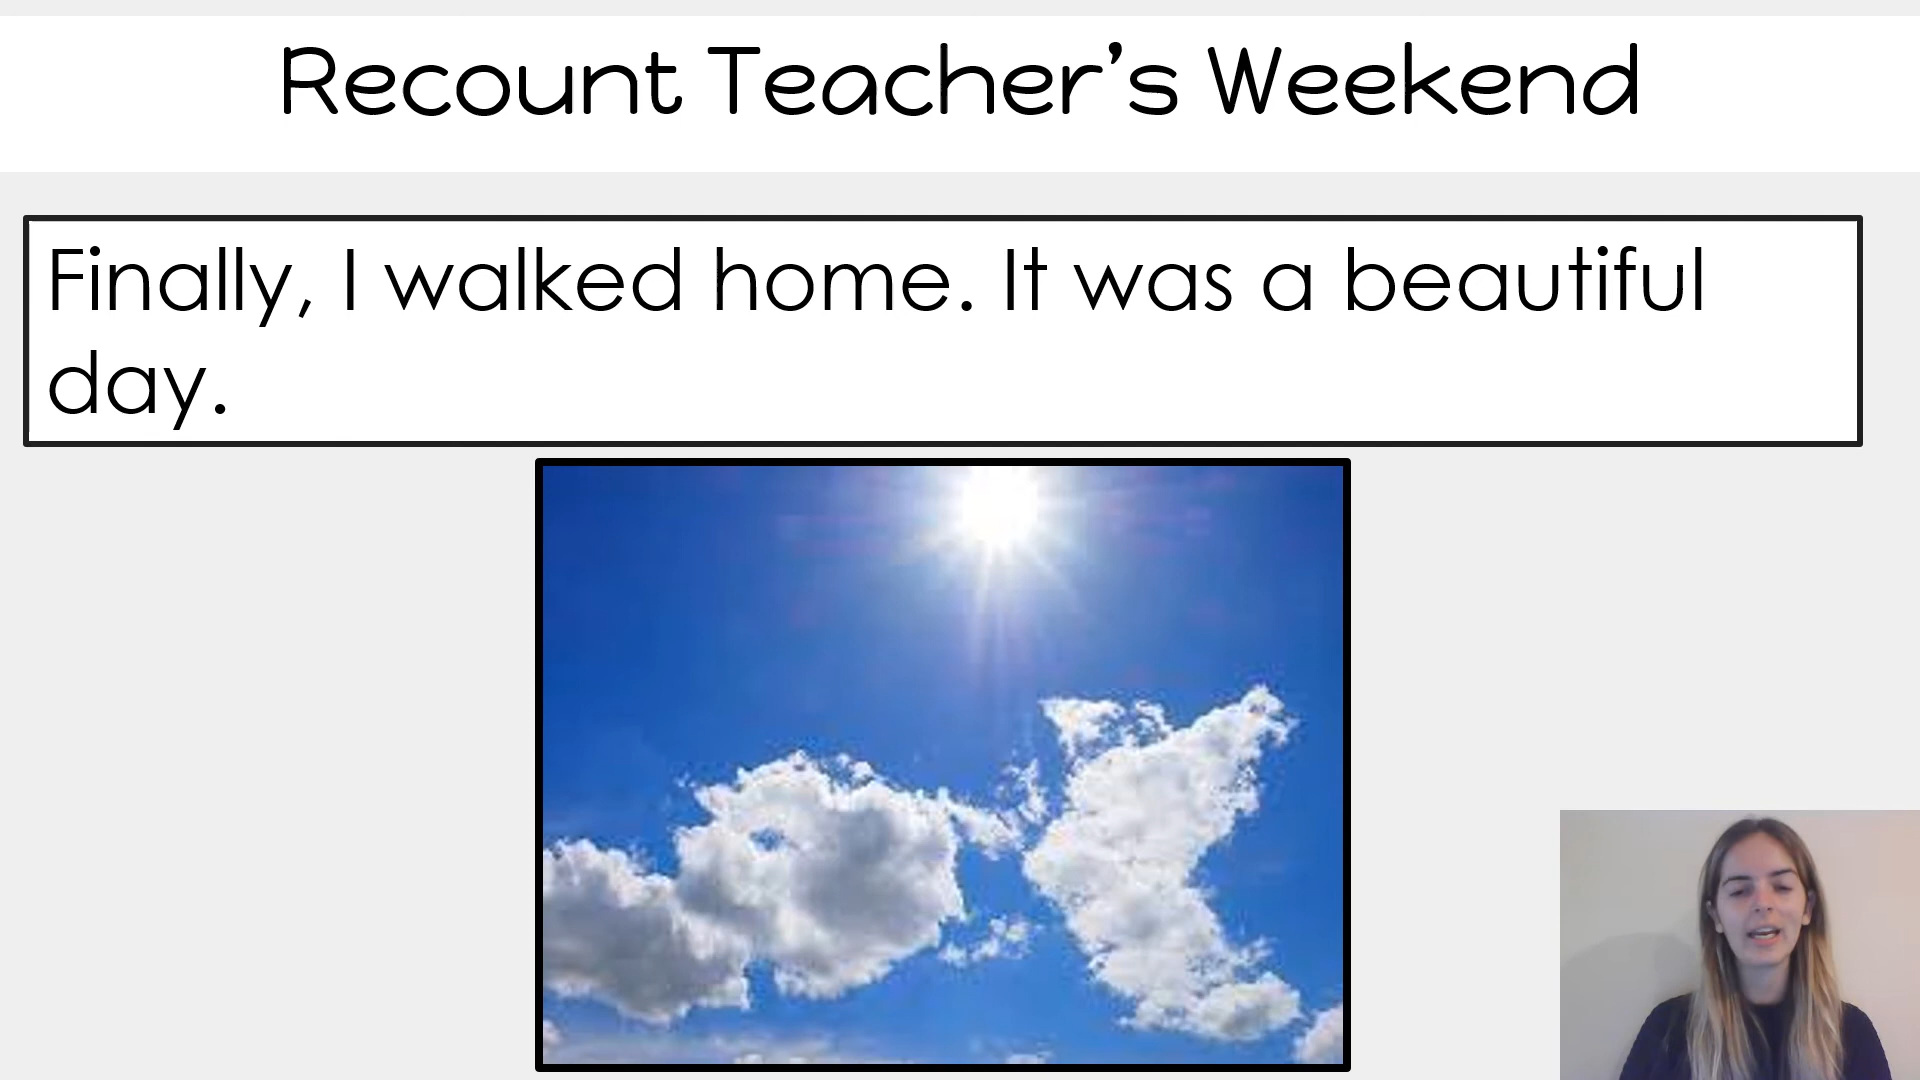 Recount Teacher’s Weekend
Finally, I walked home. It was a beautiful
day.